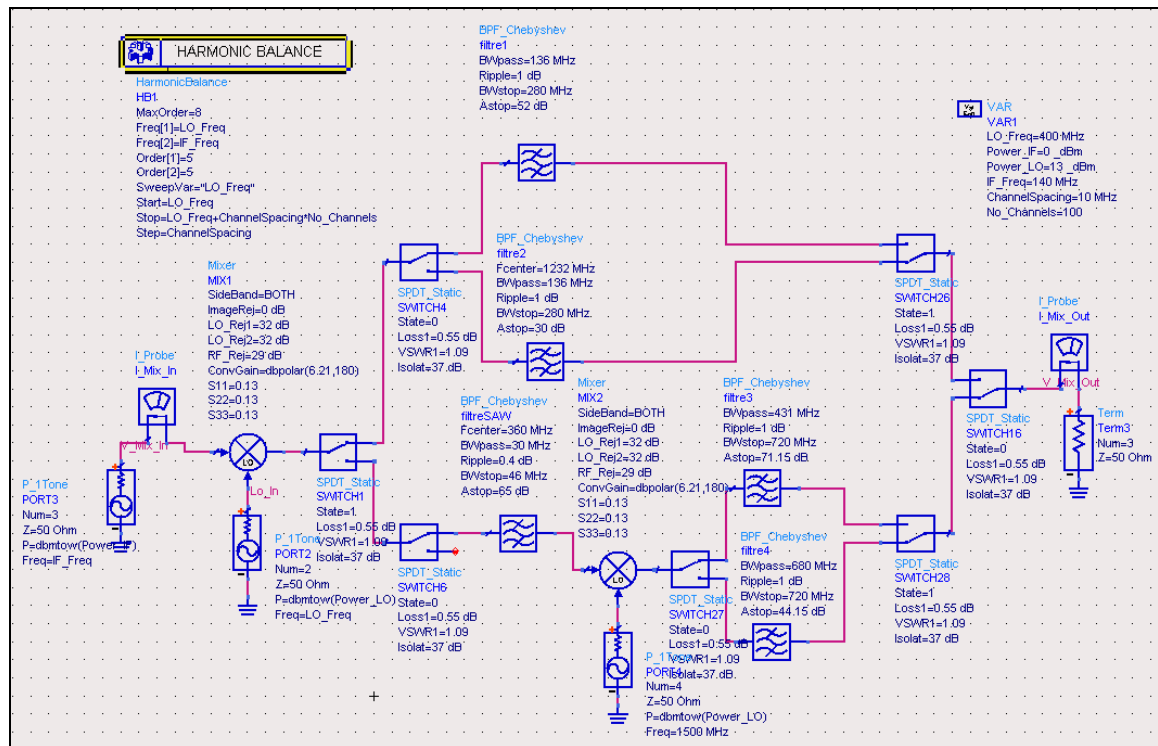 HARMONIC BALANCE
HarmonicBalance
HB1
MaxOrder=8
Freq[1]=LO_Freq
Freq[2]=IF_Freq
Order[1]=5
Order[2]=5
SweepVar="LO_Freq"
Start=LO_Freq
Stop=LO_Freq+ChannelSpacing*No_Channels
Step=ChannelSpacing
BPF_Chebyshev
filtre1
BWpass=136 MHz
Ripple=1 dB
BWstop=280 MHz
Astop=52 dB
Var
Eqn
VAR
VAR1
LO_Freq=400 MHz
Power_IF=0 _dBm
Power_LO=13 _dBm
IF_Freq=140 MHz
ChannelSpacing=10 MHz
No_Channels=100
Mixer
MIX1
SideBand=BOTH
ImageRej=0 dB
LO_Rej1=32 dB
LO_Rej2=32 dB
RF_Rej=29 dB
ConvGain=dbpolar(6.21,180)
S11=0.13
S22=0.13
S33=0.13
SPDT_Static
SWITCH4
State=0
Loss1=0.55 dB
VSWR1=1.09
Isolat=37 dB
BPF_Chebyshev
filtre2
Fcenter=1232 MHz
BWpass=136 MHz
Ripple=1 dB
BWstop=280 MHz
Astop=30 dB
SPDT_Static
SWITCH26
State=1
Loss1=0.55 dB
VSWR1=1.09
Isolat=37 dB
I_Probe
I_Mix_Out
V_Mix_Out
I_Probe
I_Mix_In
V_Mix_In
LO
Lo_In
P_1Tone
PORT3
Num=3
Z=50 Ohm
P=dbmtow(Power_IF)
Freq=IF_Freq
P_1Tone
PORT2
Num=2
Z=50 Ohm
P=dbmtow(Power_LO)
Freq=LO_Freq
SPDT_Static
SWITCH1
State=1
Loss1=0.55 dB
VSWR1=1.09
Isolat=37 dB
SPDT_Static
SWITCH6
State=0
Loss1=0.55 dB
VSWR1=1.09
Isolat=37 dB
BPF_Chebyshev
filtreSAW
Fcenter=360 MHz
BWpass=30 MHz
Ripple=0.4 dB
BWstop=46 MHz
Astop=65 dB
Mixer
MIX2
SideBand=BOTH
ImageRej=0 dB
LO_Rej1=32 dB
LO_Rej2=32 dB
RF_Rej=29 dB
ConvGain=dbpolar(6.21,180)
S11=0.13
S22=0.13
S33=0.13
LO
BPF_Chebyshev
filtre3
BWpass=431 MHz
Ripple=1 dB
BWstop=720 MHz
Astop=71.15 dB
BPF_Chebyshev
filtre4
BWpass=680 MHz
Ripple=1 dB
BWstop=720 MHz
Astop=44.15 dB
SPDT_Static
SWITCH27
State=0
Loss1=0.55 dB
VSWR1=1.09
Isolat=37 dB
P_1Tone
PORT4
Num=4
Z=50 Ohm
P=dbmtow(Power_LO)
Freq=1500 MHz
SPDT_Static
SWITCH28
State=1
Loss1=0.55 dB
VSWR1=1.09
Isolat=37 dB
SPDT_Static
SWITCH16
State=0
Loss1=0.55 dB
VSWR1=1.09
Isolat=37 dB
Term
Term3
Num=3
Z=50 Ohm